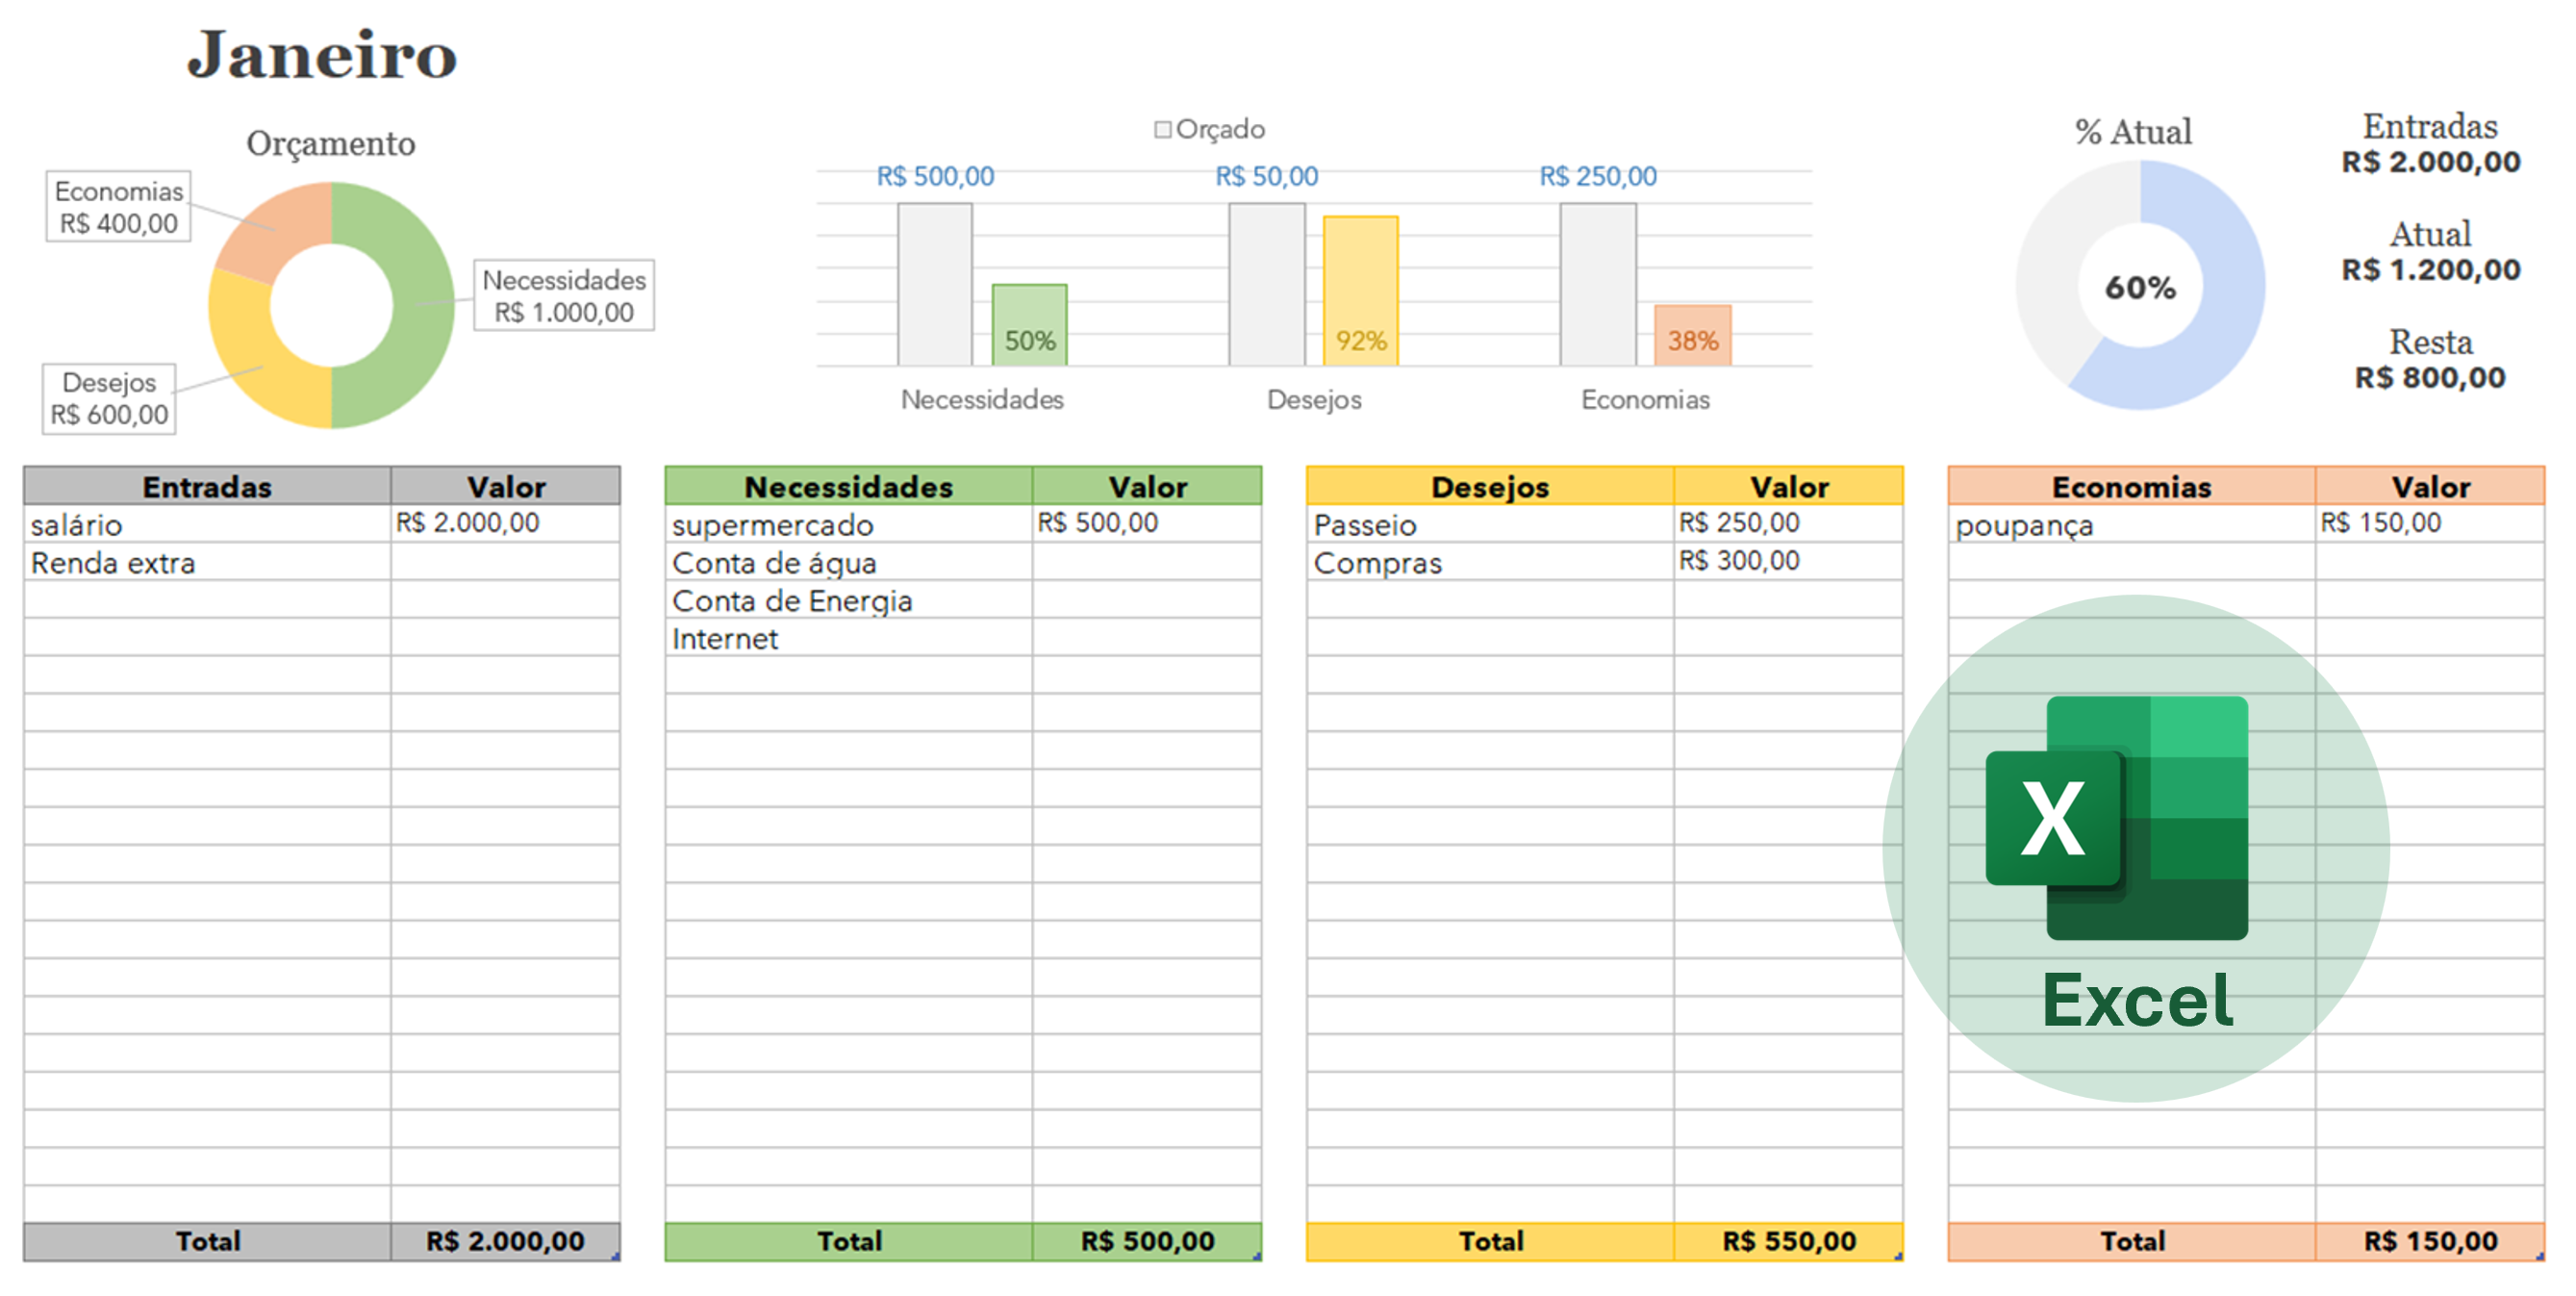 Janeiro
Orçamento
Economias
R$ 400,00
Necessidades
R$ 1.000,00
Desejos
R$ 600,00
Orçado
R$ 500,00 R$ 50,00 R$ 250,00
50% 92% 38%
Necessidades Desejos Economias
% Atual
60%
Entradas
R$ 2.000,00
Atual
R$ 1.200,00
Resta
R$ 800,00
Entradas Valor
salário R$ 2.000,00
Renda extra
Total R$ 2.000,00
Necessidades Valor
supermercado R$ 500,00
Conta de água
Conta de Energia
Internet
Total R$ 500,00
Desejos Valor
Passeio R$ 250,00
Compras R$ 300,00
Total R$ 550,00
Economias Valor
poupança R$ 150,00
X
Excel
Total R$ 150,00